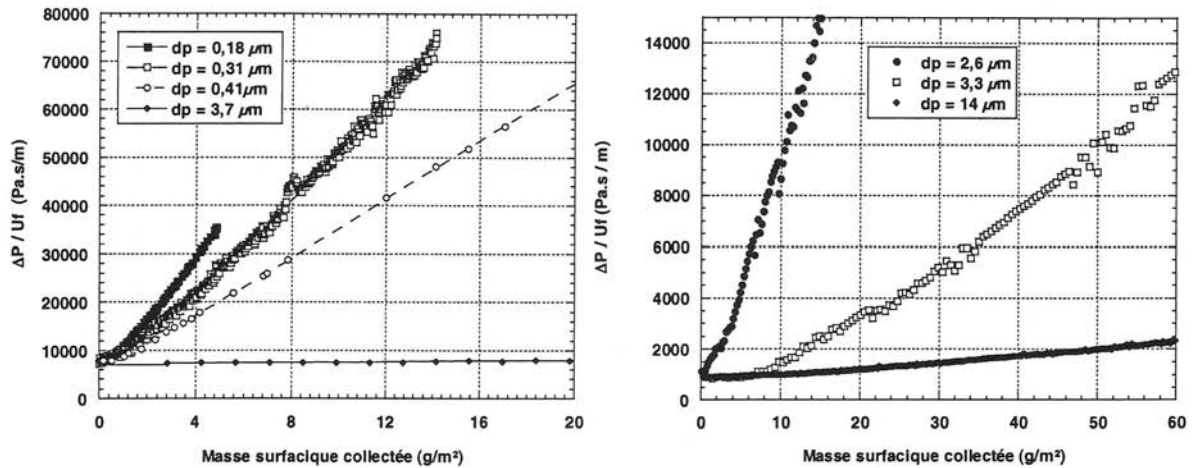 80000
70000
60000
50000
40000
30000
20000
10000
0
ΔP / Uf (Pa.s/m)
dp = 0,18 µm
dp = 0,31 µm
dp = 0,41µm
dp = 3,7 µm
0 4 8 12 16 20
Masse surfacique collectée (g/m²)
14000
12000
10000
8000
6000
4000
2000
0
ΔP / Uf (Pa.s / m)
dp = 2,6 µm
dp = 3,3 µm
dp = 14 µm
0 10 20 30 40 50 60
Masse surfacique collectée (g/m²)